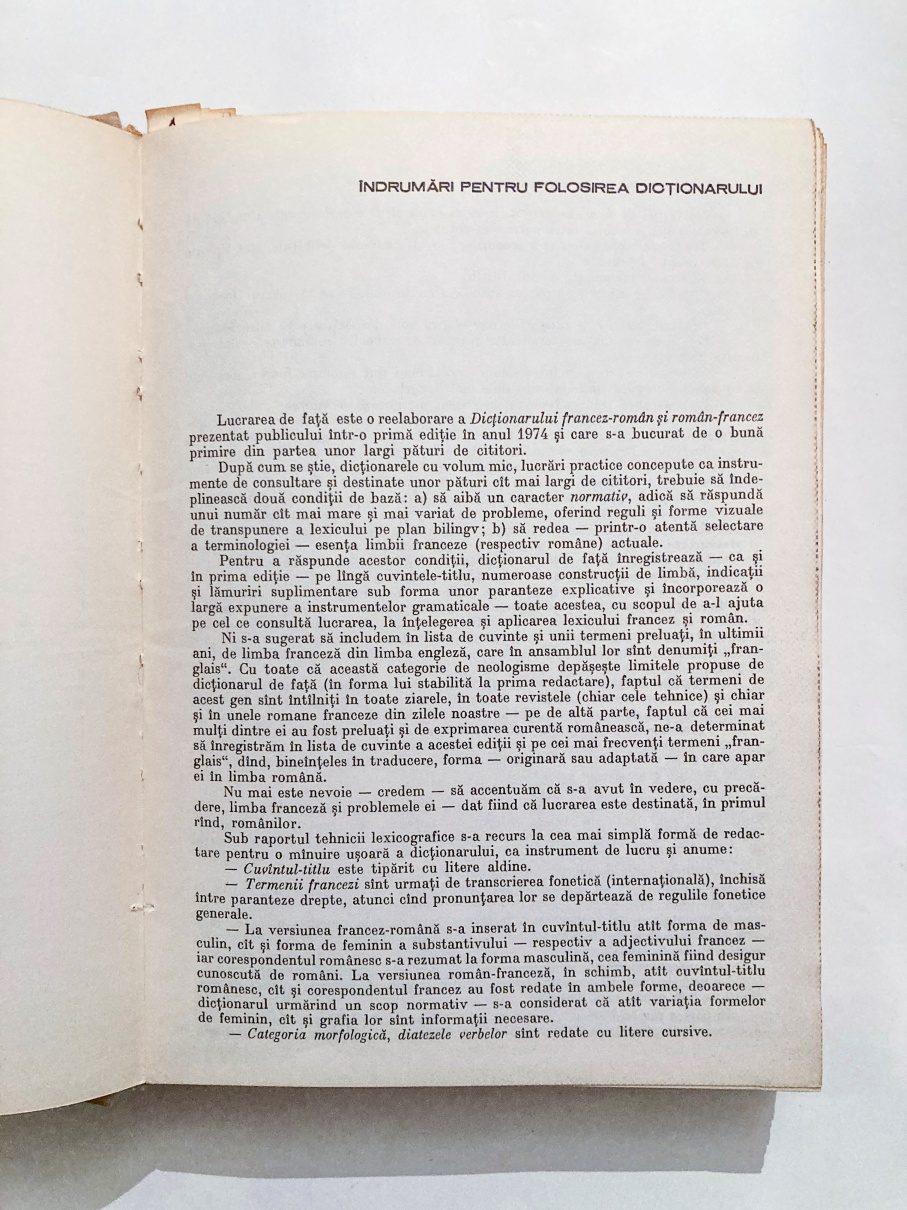 ÎNDRUMĂRI PENTRU FOLOSIREA DICȚIONARULUI
Lucrarea de față este o reelaborare a Dicționarului francez-român și român-francez
prezentat publicului într-o primă ediție în anul 1974 și care s-a bucurat de o bună
primire din partea unor largi pături de cititori.
După cum se știe, dicționarele cu volum mic, lucrări practice concepute ca instru-
mente de consultare și destinate unor pături cît mai largi de cititori, trebuie să înde-
plinească două condiții de bază: a) să aibă un caracter normativ, adică să răspundă
unui număr cît mai mare și mai variat de probleme, oferind reguli și forme vizuale
de transpunere a lexicului pe plan bilingv; b) să redea — printr-o atentă selectare
a terminologiei — esența limbii franceze (respectiv române) actuale.
Pentru a răspunde acestor condiții, dicționarul de față înregistrează — ca și
în prima ediție — pe lîngă cuvintele-titlu, numeroase construcții de limbă, indicații
și lămuriri suplimentare sub forma unor paranteze explicative și încorporează o
largă expunere a instrumentelor gramaticale — toate acestea, cu scopul de a-l ajuta
pe cel ce consultă lucrarea, la înțelegerea și aplicarea lexicului francez și român.
Ni s-a sugerat să includem în lista de cuvinte și unii termeni preluați, în ultimii
ani, de limba franceză din limba engleză, care în ansamblul lor sînt denumiți „fran-
glais“. Cu toate că această categorie de neologisme depășește limitele propuse de
dicționarul de față (în forma lui stabilită la prima redactare), faptul că termeni de
acest gen sînt întîlniți în toate ziarele, în toate revistele (chiar cele tehnice) și chiar
și în unele romane franceze din zilele noastre — pe de altă parte, faptul că cei mai
mulți dintre ei au fost preluați și de exprimarea curentă românească, ne-a determinat
să înregistrăm în lista de cuvinte a acestei ediții și pe cei mai frecvenți termeni „fran-
glais“, dînd, bineînțeles în traducere, forma — originară sau adaptată — în care apar
ei în limba română.
Nu mai este nevoie — credem — să accentuăm că s-a avut în vedere, cu precă-
dere, limba franceză și problemele ei — dat fiind că lucrarea este destinată, în primul
rînd, românilor.
Sub raportul tehnicii lexicografice s-a recurs la cea mai simplă formă de redac-
tare pentru o mînuire ușoară a dicționarului, ca instrument de lucru și anume:
— Cuvîntul-titlu este tipărit cu litere aldine.
— Termenii francezi sînt urmați de transcrierea fonetică (internațională), închisă
între paranteze drepte, atunci cînd pronunțarea lor se depărtează de regulile fonetice
generale.
— La versiunea franceză-română s-a inserat în cuvîntul-titlu atît forma de mas-
culin, cît și forma de feminin a substantivului — respectiv a adjectivului francez —
iar corespondentul românesc s-a rezumat la forma masculină, cea feminină fiind desigur
cunoscută de români. La versiunea român-franceză, în schimb, atît cuvîntul-titlu
românesc, cît și corespondentul francez au fost redate în ambele forme, deoarece —
dicționarul urmărind un scop normativ — s-a considerat că atît variația formelor
de feminin, cît și grafia lor sînt informații necesare.
— Categoria morfologică, diatezele verbelor sînt redate cu litere cursive.